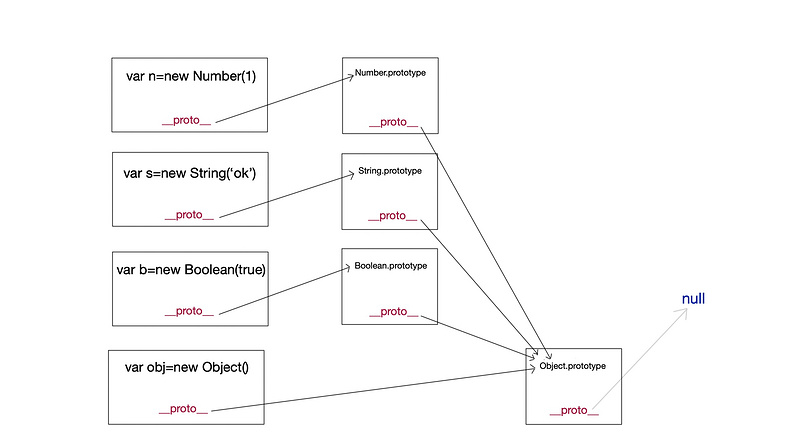 var n=new Number(1)
__proto__
Number.prototype
__proto__
var s=new String(‘ok’)
__proto__
String.prototype
__proto__
var b=new Boolean(true)
__proto__
Boolean.prototype
__proto__
null
var obj=new Object()
__proto__
Object.prototype
__proto__